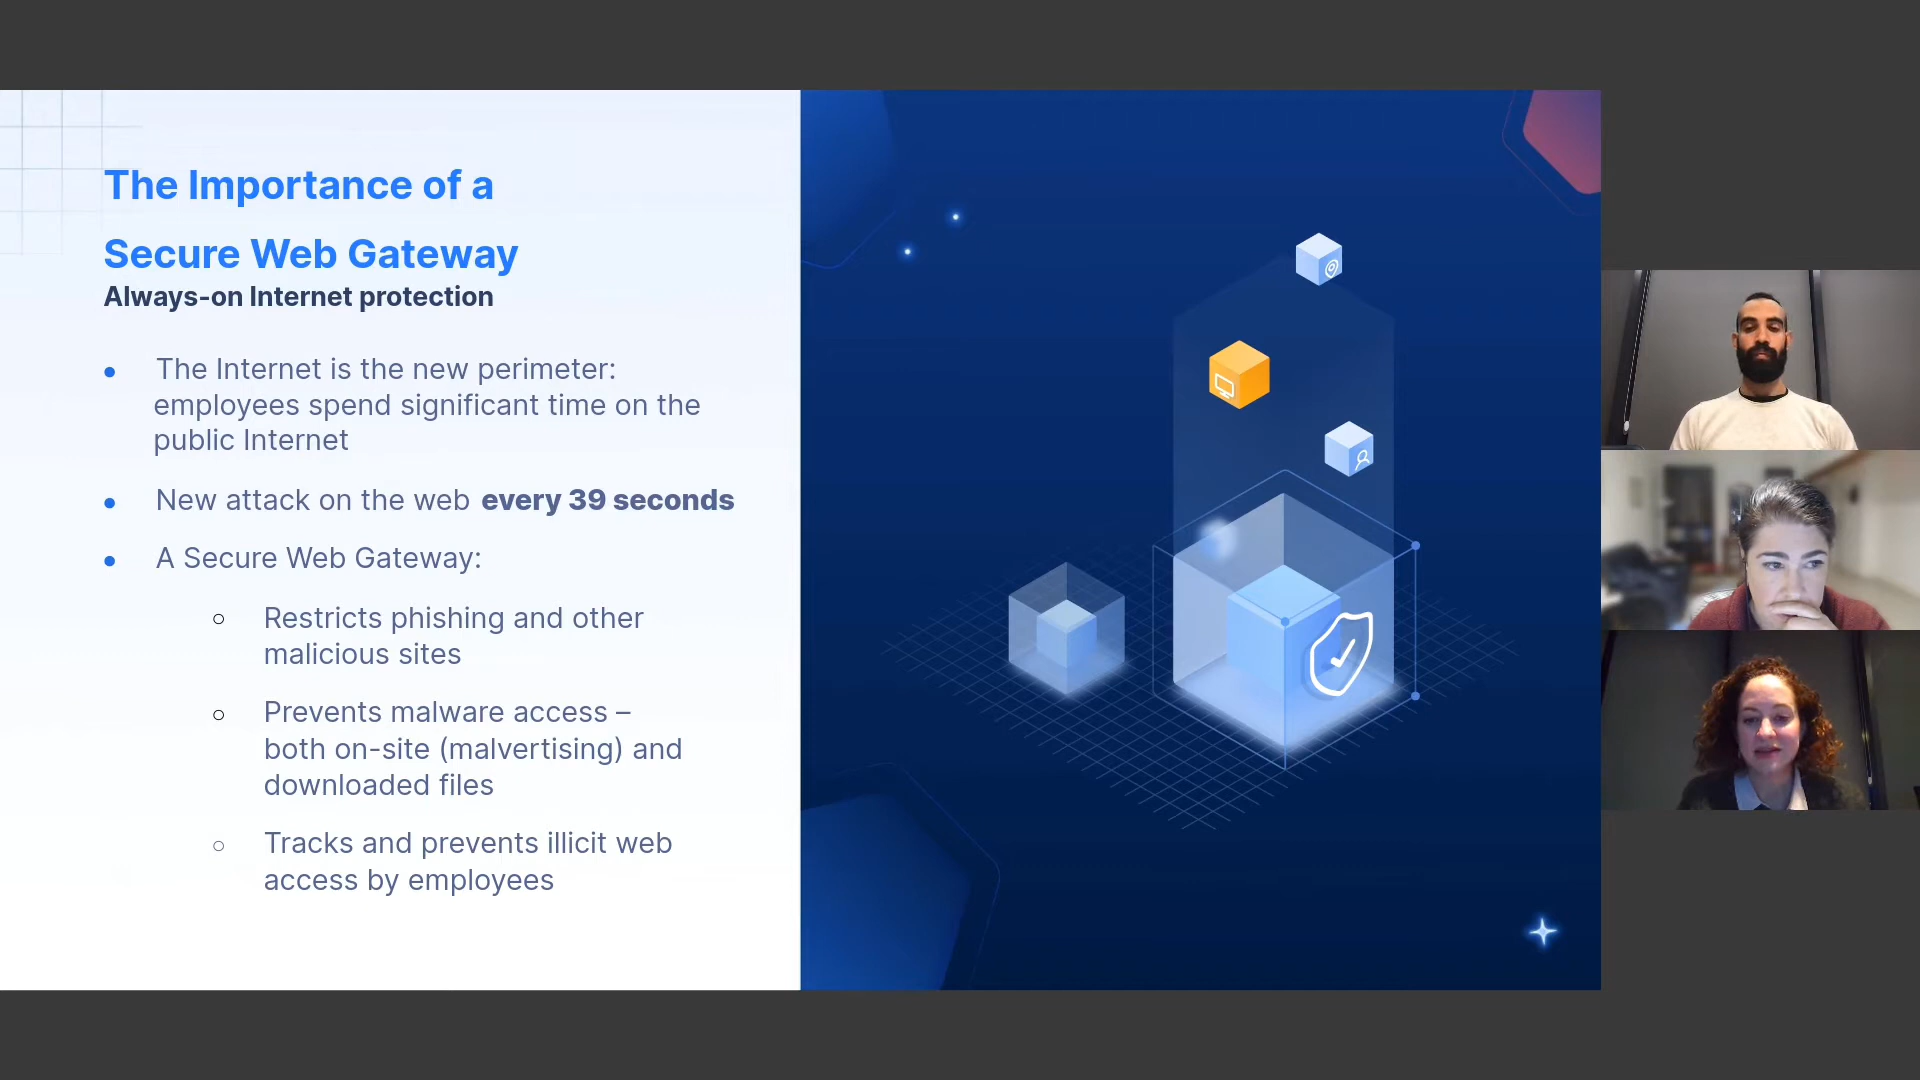 The Importance of a
Secure Web Gateway
Always-on Internet protection
The Internet is the new perimeter:
employees spend significant time on the
public Internet
New attack on the web every 39 seconds
A Secure Web Gateway:
Restricts phishing and other
malicious sites
Prevents malware access –
both on-site (malvertising) and
downloaded files
Tracks and prevents illicit web
access by employees